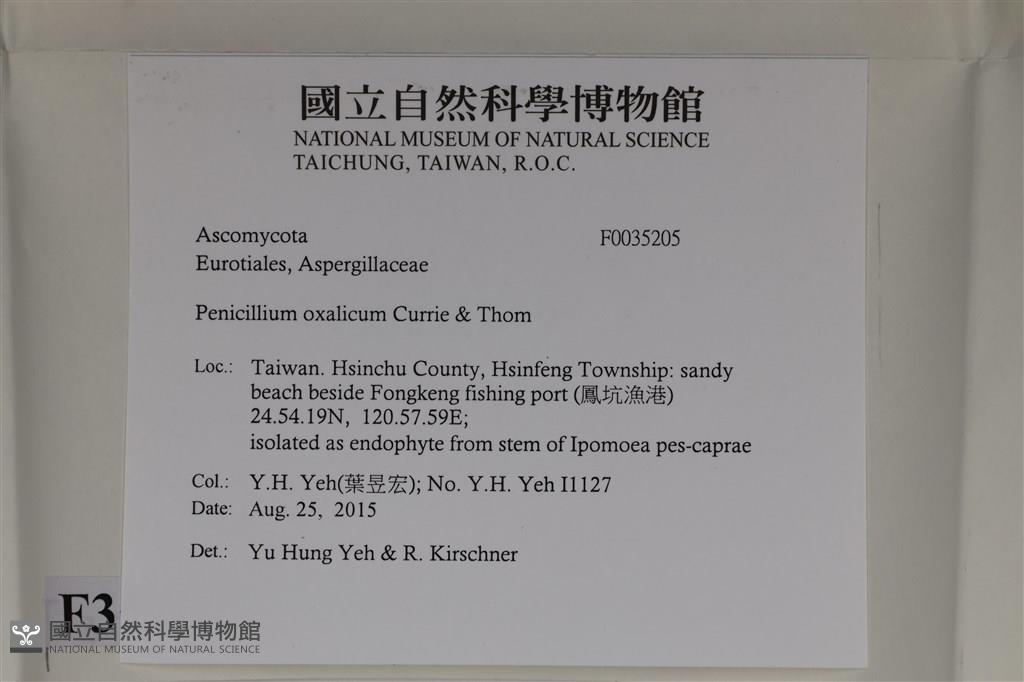 國立自然科學博物館
NATIONAL MUSEUM OF NATURAL SCIENCE
TAICHUNG, TAIWAN, R.O.C.
Ascomycota F0035205
Eurotiales, Aspergillaceae
Penicillium oxalicum Currie & Thom
Loc.: Taiwan. Hsinchu County, Hsinfeng Township: sandy
beach beside Fongkeng fishing port (鳳坑漁港)
24.54.19N, 120.57.59E;
isolated as endophyte from stem of Ipomoea pes-caprae
Col.: Y.H. Yeh(葉昱宏); No. Y.H. Yeh I1127
Date: Aug. 25, 2015
Det.: Yu Hung Yeh & R. Kirschner
F3
國立自然科學博物館
NATIONAL MUSEUM OF NATURAL SCIENCE